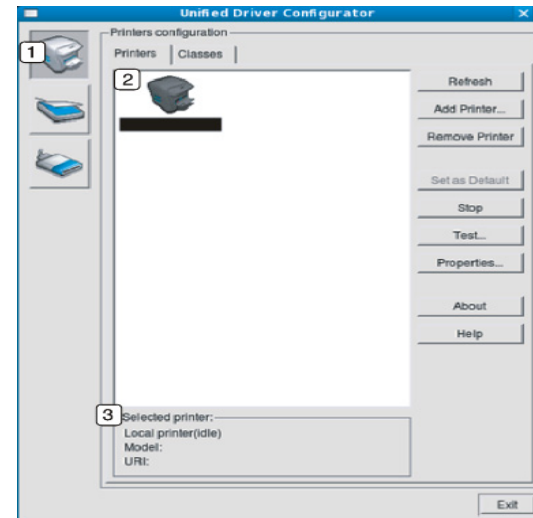 Unified Driver Configurator
Printers configuration
Printers Classes
1
2
Refresh
Add Printer...
Remove Printer
Set as Default
Stop
Test...
Properties...
About
Help
3
Selected printer:
Local printer(idle)
Model:
URI:
Exit